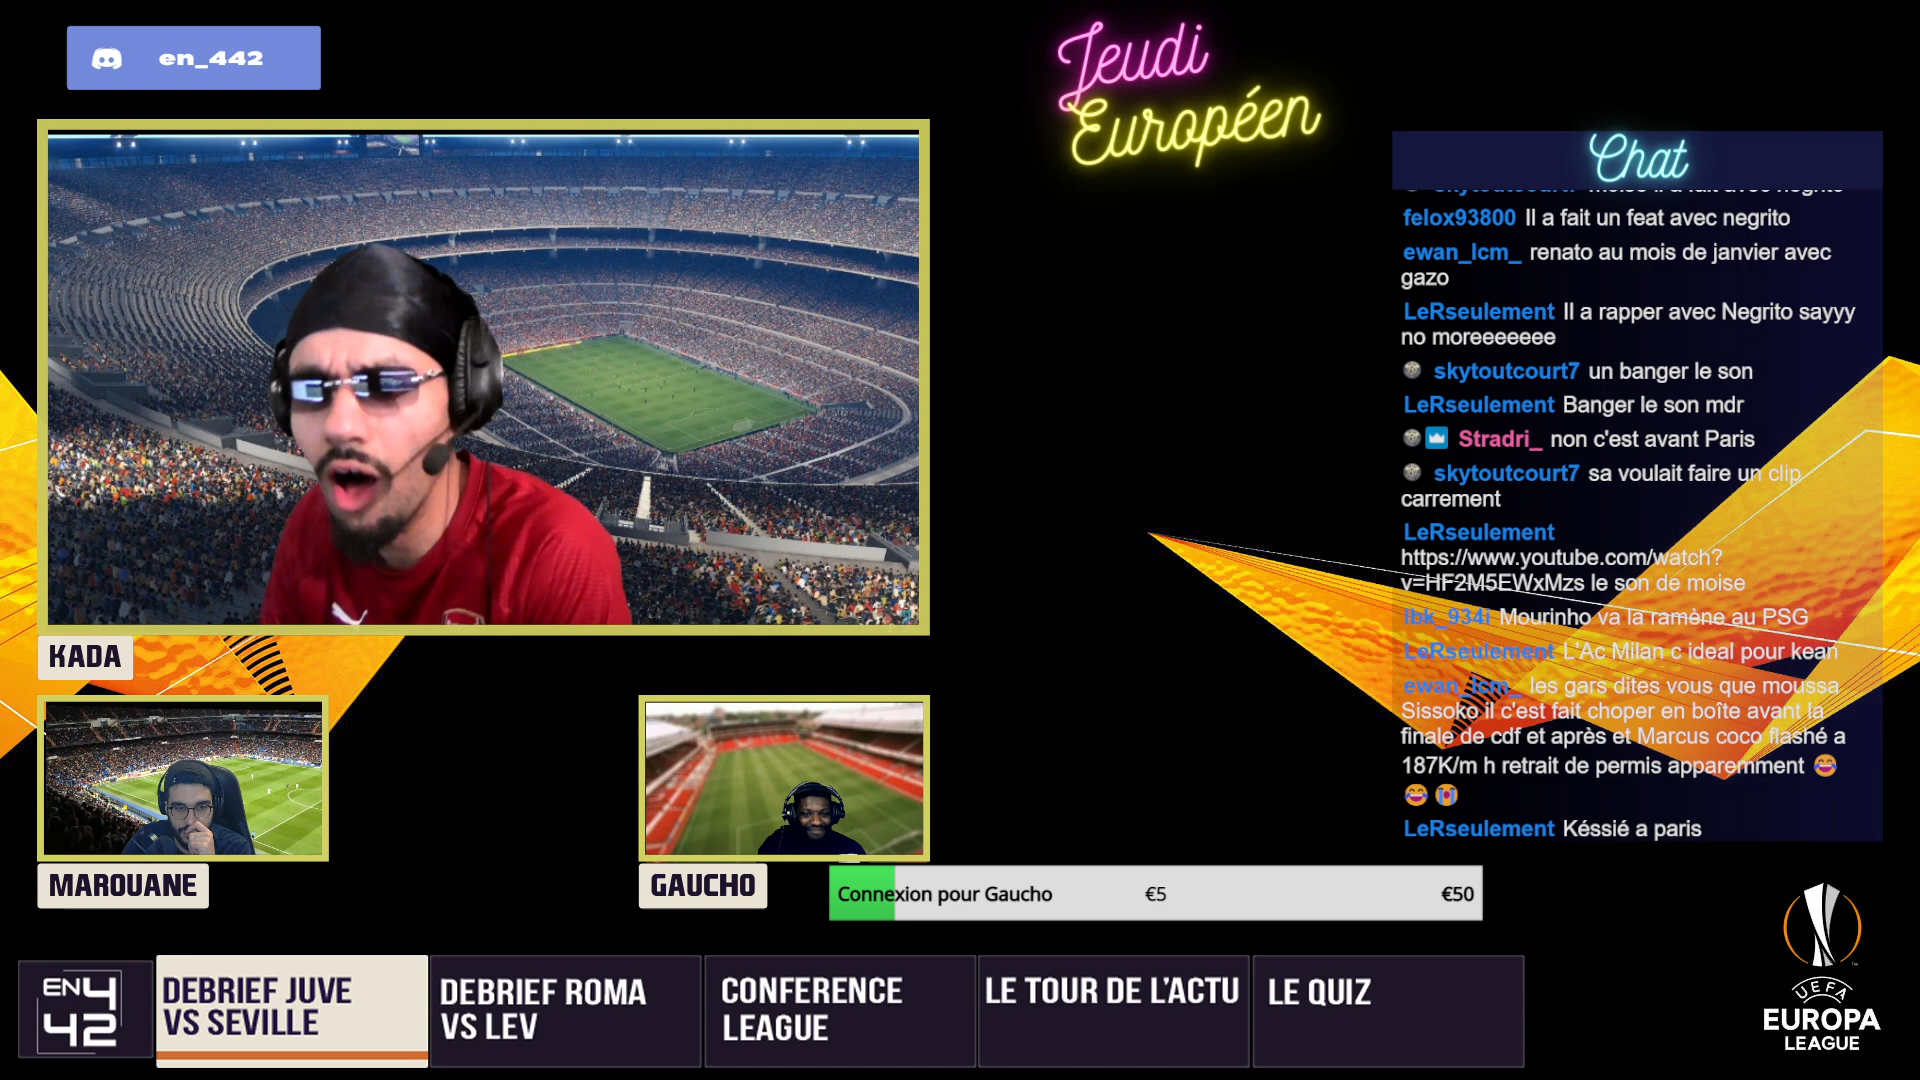 en_442
Jeudi
Européen
Chat
felox93800 Il a fait un feat avec negrito
ewan_lcm_ renato au mois de janvier avec
gazo
LeRseulement Il a rapper avec Negrito sayyy
no moreeeeeee
skytoutcourt7 un banger le son
LeRseulement Banger le son mdr
Stradri_ non c'est avant Paris
skytoutcourt7 sa voulait faire un clip
carrement
LeRseulement
https://www.youtube.com/watch?
v=HF2M5EWxMzs le son de moise
lbk_934i Mourinho va la ramène au PSG
LeRseulement L'Ac Milan c ideal pour kean
ewan_lcm_ les gars dites vous que moussa
Sissoko il c'est fait choper en boîte avant la
finale de cdf et après et Marcus coco flashé a
187K/m h retrait de permis apparemment 😂
😂 😭
LeRseulement Késsié a paris
KADA
MAROUANE
GAUCHO
Connexion pour Gaucho €5 €50
EN 4
42
DEBRIEF JUVE
VS SEVILLE
DEBRIEF ROMA
VS LEV
CONFERENCE
LEAGUE
LE TOUR DE L'ACTU
LE QUIZ
UEFA
EUROPA
LEAGUE